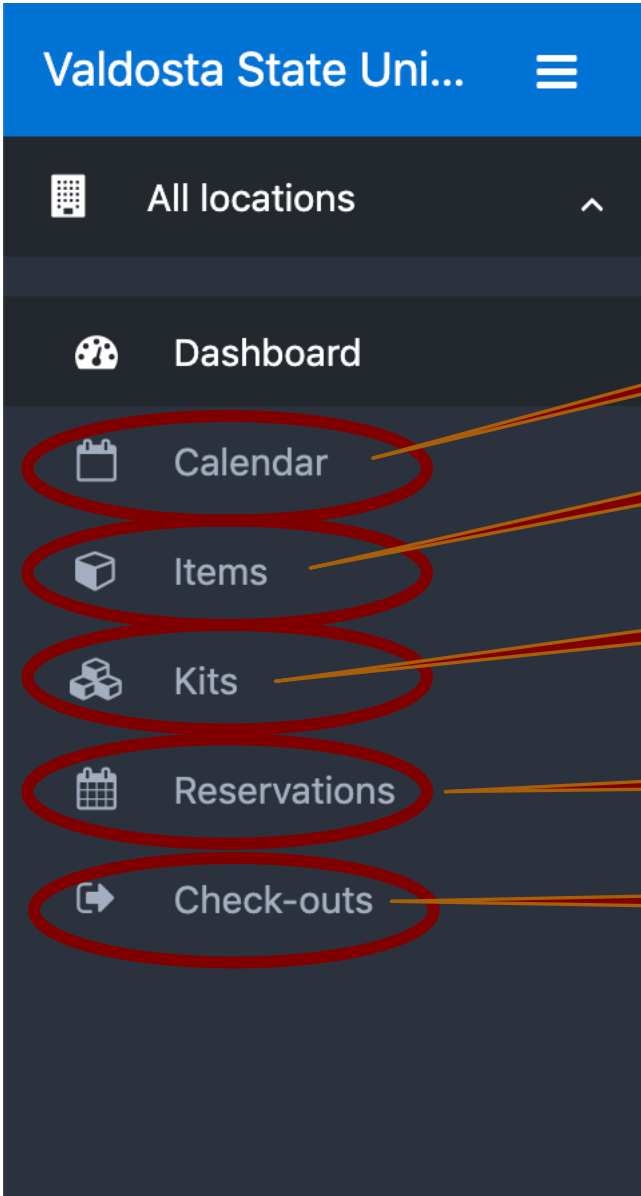 Valdosta State Uni...
All locations
Dashboard
Calendar
Items
Kits
Reservations
Check-outs